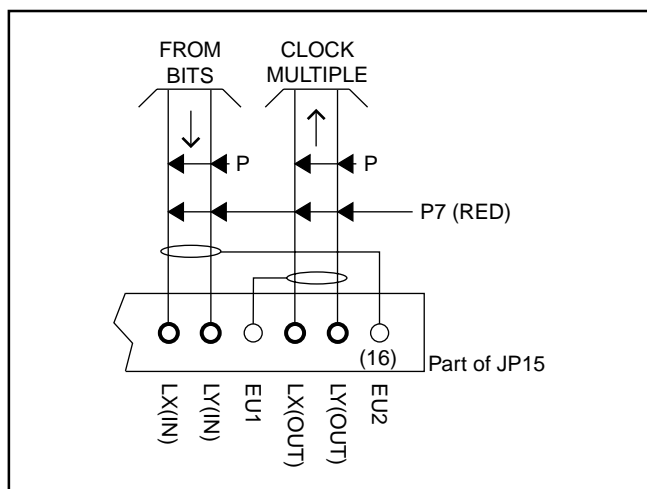 FROM
BITS
CLOCK
MULTIPLE
P
P
P7 (RED)
(16)
Part of JP15
LX(IN)
LY(IN)
EU1
LX(OUT)
LY(OUT)
EU2